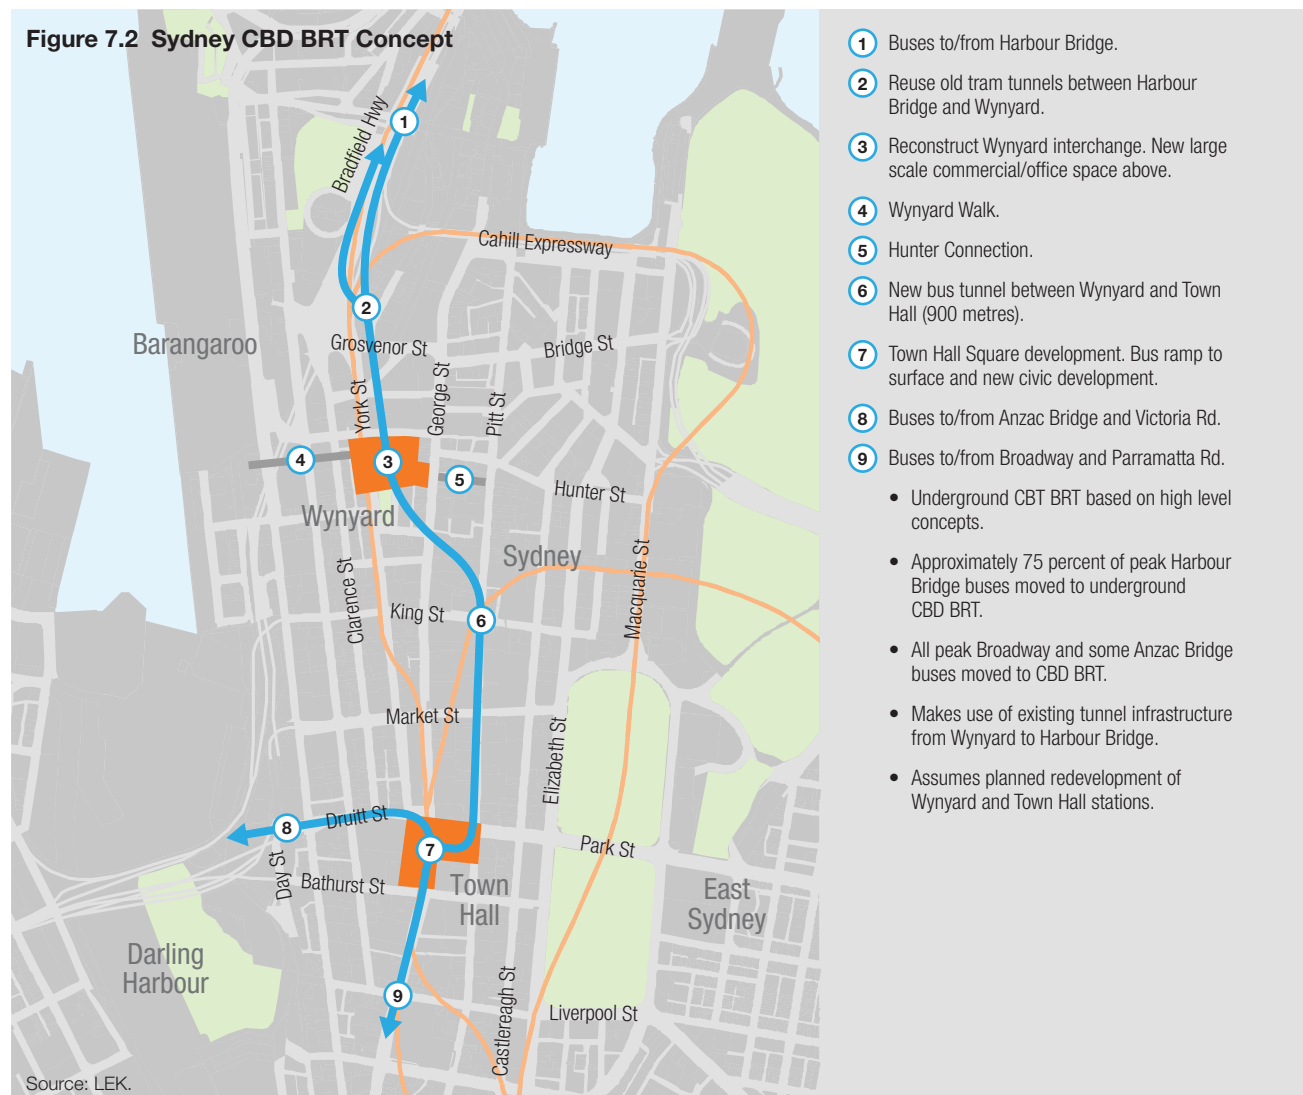 Figure 7.2 Sydney CBD BRT Concept
1
Bradfield Hwy
Cahill Expressway
2
Barangaroo
Grosvenor St
Bridge St
York St
George St
Pitt St
4
3
5
Hunter St
Wynyard
Sydney
Clarence St
King St
6
Macquarie St
Market St
Elizabeth St
8
Druitt St
7
Park St
Day St
Bathurst St
Town
Hall
East
Sydney
Darling
Harbour
9
Castlereagh St
Liverpool St
Source: LEK.
1 Buses to/from Harbour Bridge.
2 Reuse old tram tunnels between Harbour
Bridge and Wynyard.
3 Reconstruct Wynyard interchange. New large
scale commercial/office space above.
4 Wynyard Walk.
5 Hunter Connection.
6 New bus tunnel between Wynyard and Town
Hall (900 metres).
7 Town Hall Square development. Bus ramp to
surface and new civic development.
8 Buses to/from Anzac Bridge and Victoria Rd.
9 Buses to/from Broadway and Parramatta Rd.
• Underground CBT BRT based on high level
concepts.
• Approximately 75 percent of peak Harbour
Bridge buses moved to underground
CBD BRT.
• All peak Broadway and some Anzac Bridge
buses moved to CBD BRT.
• Makes use of existing tunnel infrastructure
from Wynyard to Harbour Bridge.
• Assumes planned redevelopment of
Wynyard and Town Hall stations.